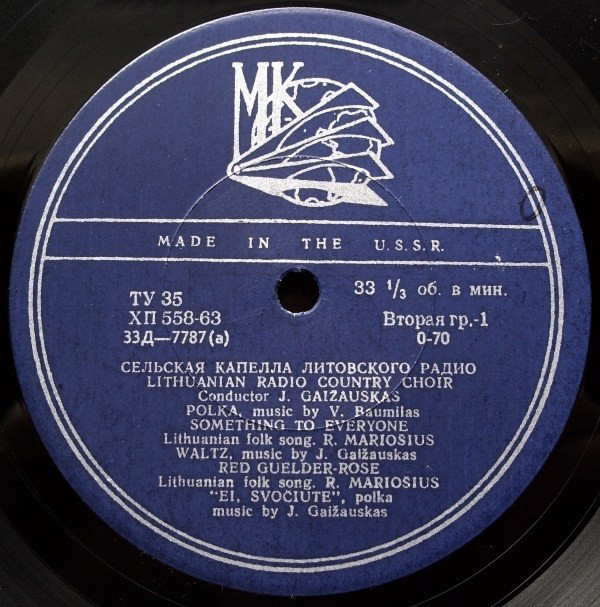 МК
MADE IN THE U.S.S.R.
ТУ 35
33 1/3 об. в мин.
ХП 558-63
Вторая гр.-1
33Д—7787(а)
0-70
СЕЛЬСКАЯ КАПЕЛЛА ЛИТОВСКОГО РАДИО
LITHUANIAN RADIO COUNTRY CHOIR
Conductor J. GAIŽAUSKAS
POLKA, music by V. Baumilas
SOMETHING TO EVERYONE
Lithuanian folk song. R. MARIOSIUS
WALTZ, music by J. Gaižauskas
RED GUELDER-ROSE
Lithuanian folk song. R. MARIOSIUS
"EI, SVOČIUTE", polka
music by J. Gaižauskas